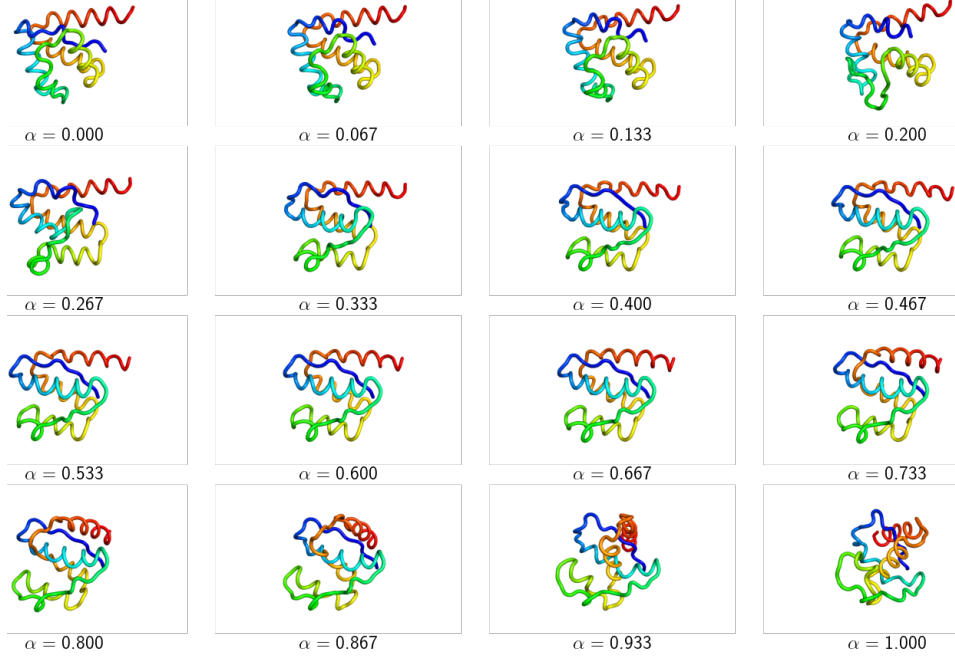 α = 0.000 α = 0.067 α = 0.133 α = 0.200
α = 0.267 α = 0.333 α = 0.400 α = 0.467
α = 0.533 α = 0.600 α = 0.667 α = 0.733
α = 0.800 α = 0.867 α = 0.933 α = 1.000